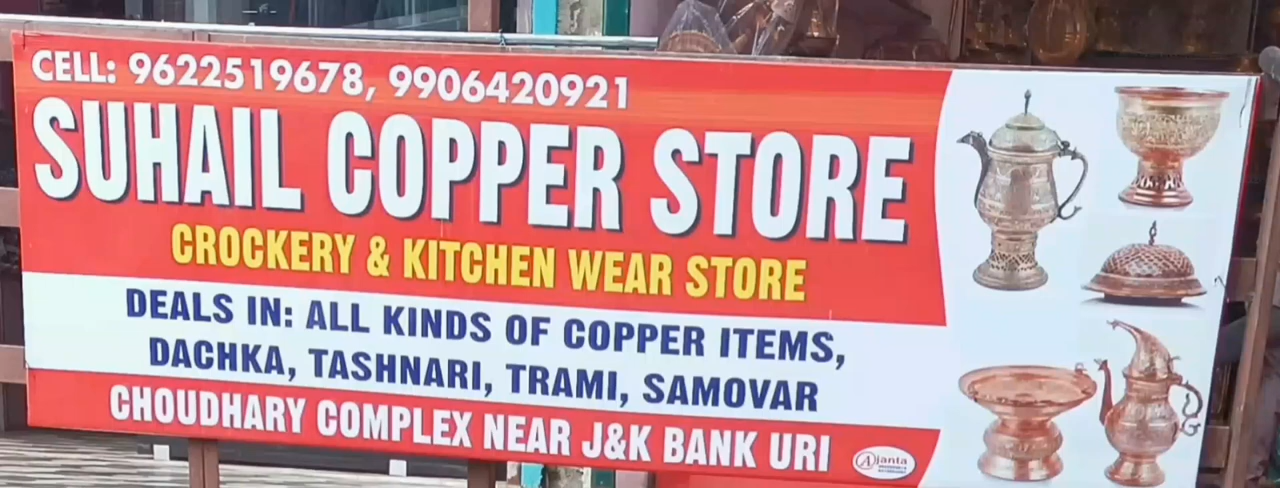 CELL: 9622519678, 9906420921
SUHAIL COPPER STORE
CROCKERY & KITCHEN WEAR STORE
DEALS IN: ALL KINDS OF COPPER ITEMS,
DACHKA, TASHNARI, TRAMI, SAMOVAR
CHOUDHARY COMPLEX NEAR J&K BANK URI
Ajanta